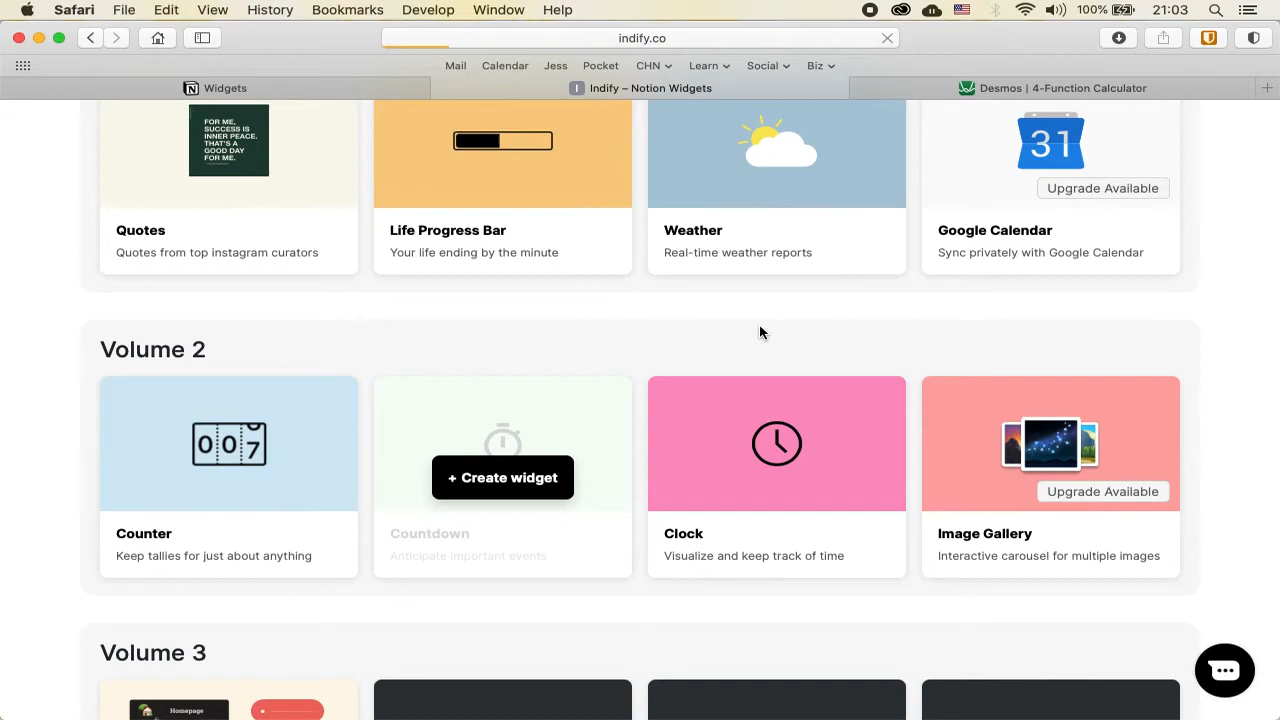 Safari File Edit View History Bookmarks Develop Window Help 100% 21:03
indify.co
Mail Calendar Jess Pocket CHN Learn Social Biz
Widgets
Indify – Notion Widgets
Desmos | 4-Function Calculator
FOR ME,
SUCCESS IS
INNER PEACE.
THAT'S A
GOOD DAY
FOR ME.
31
Upgrade Available
Quotes
Quotes from top instagram curators
Life Progress Bar
Your life ending by the minute
Weather
Real-time weather reports
Google Calendar
Sync privately with Google Calendar
Volume 2
007
+ Create widget
Upgrade Available
Counter
Keep tallies for just about anything
Countdown
Anticipate important events
Clock
Visualize and keep track of time
Image Gallery
Interactive carousel for multiple images
Volume 3
Homepage